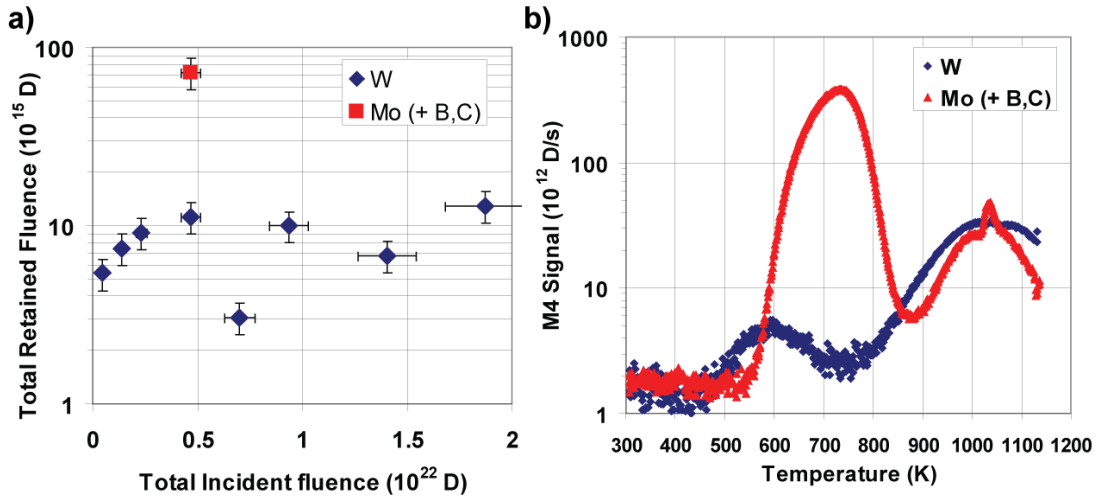 a)
Total Retained Fluence (10^15 D)
100
10
1
W
Mo (+ B,C)
0
0.5
1
1.5
2
Total Incident fluence (10^22 D)
b)
M4 Signal (10^12 D/s)
1000
100
10
1
W
Mo (+ B,C)
300 400 500 600 700 800 900 1000 1100 1200
Temperature (K)